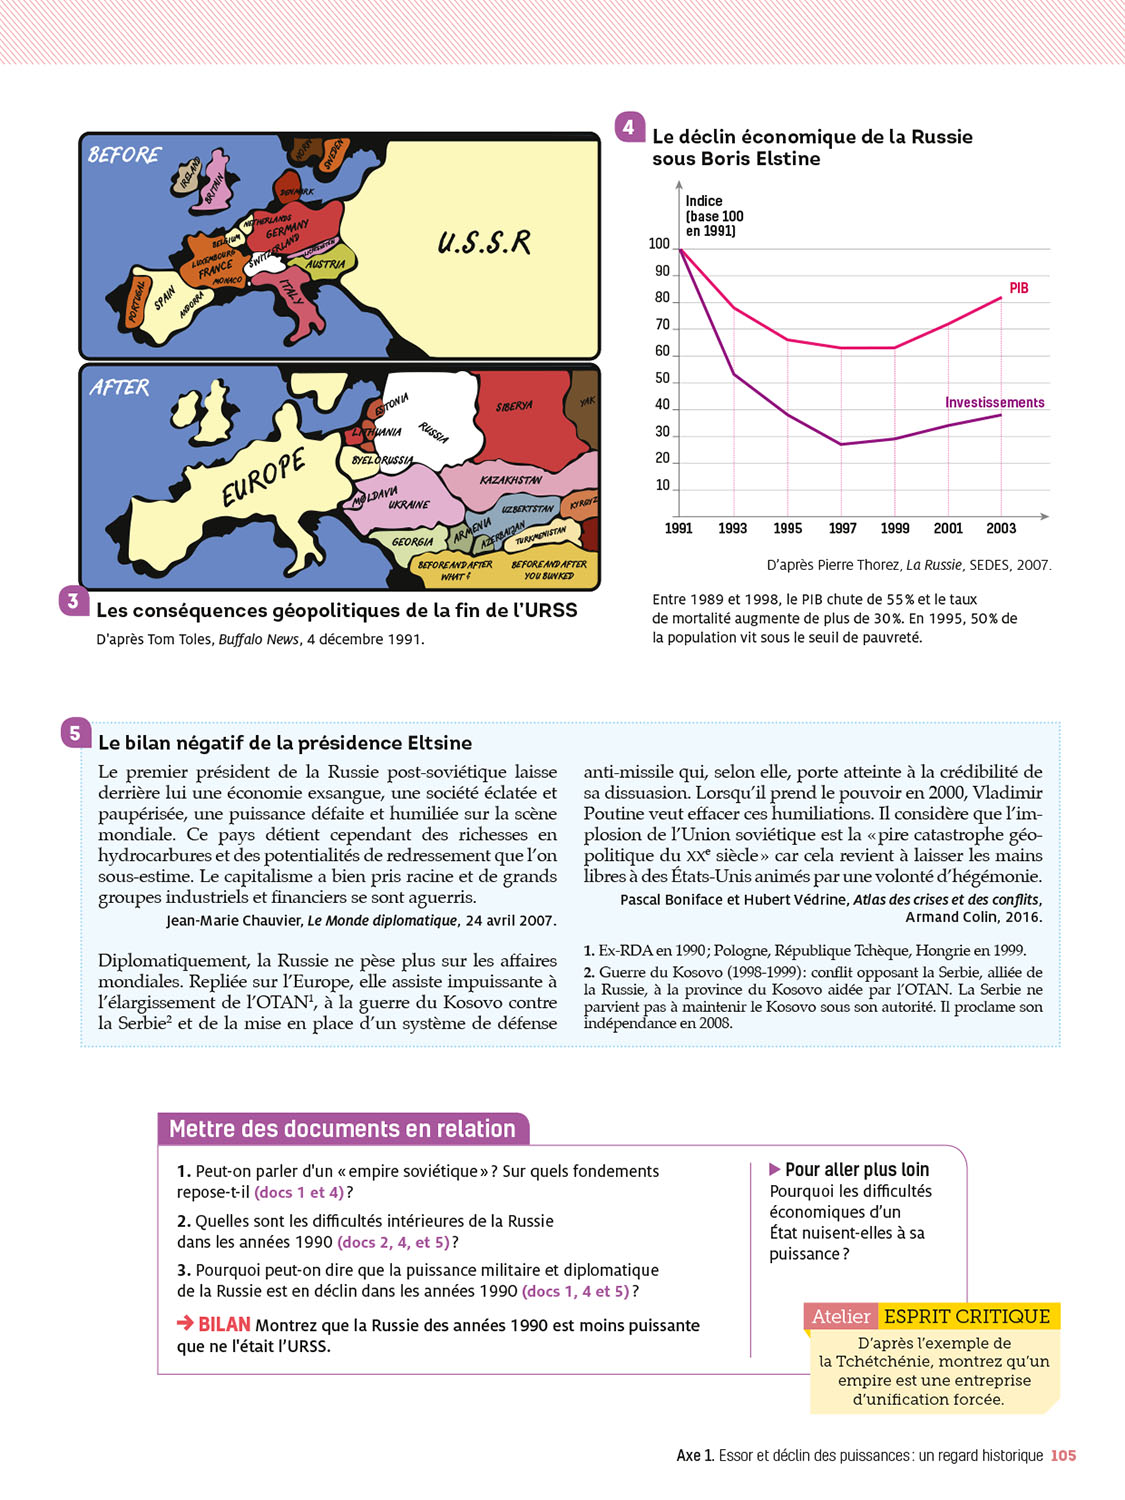 BEFORE
IRELAND
BRITAIN
NORW
SWEDEN
DENMARK
NETHERLANDS
BELGIUM
GERMANY
LUXEMBOURG
SWITZERLAND
FRANCE
AUSTRIA
MONACO
ITALY
PORTUGAL
SPAIN
ANDORRA
U.S.S.R
AFTER
EUROPE
ESTONIA
LITHUANIA
BYELORUSSIA
RUSSIA
SIBERYA
YAK
MOLDAVIA
UKRAINE
KAZAKHSTAN
UZBEKTSTAN
KYRGYZ
GEORGIA
ARMENIA
AZERBAIJAN
TURKMENISTAN
BEFORE AND AFTER
WHAT?
BEFORE AND AFTER
YOU BUNKED
3
Les conséquences géopolitiques de la fin de l'URSS
D'après Tom Toles, Buffalo News, 4 décembre 1991.
4
Le déclin économique de la Russie
sous Boris Elstine
Indice
(base 100
en 1991)
100
90
80
70
60
50
40
30
20
10
PIB
Investissements
1991 1993 1995 1997 1999 2001 2003
D'après Pierre Thorez, La Russie, SEDES, 2007.
Entre 1989 et 1998, le PIB chute de 55 % et le taux
de mortalité augmente de plus de 30 %. En 1995, 50 % de
la population vit sous le seuil de pauvreté.
5
Le bilan négatif de la présidence Eltsine
Le premier président de la Russie post-soviétique laisse
derrière lui une économie exsangue, une société éclatée et
paupérisée, une puissance défaite et humiliée sur la scène
mondiale. Ce pays détient cependant des richesses en
hydrocarbures et des potentialités de redressement que l'on
sous-estime. Le capitalisme a bien pris racine et de grands
groupes industriels et financiers se sont aguerris.
Jean-Marie Chauvier, Le Monde diplomatique, 24 avril 2007.
Diplomatiquement, la Russie ne pèse plus sur les affaires
mondiales. Repliée sur l'Europe, elle assiste impuissante à
l'élargissement de l'OTAN¹, à la guerre du Kosovo contre
la Serbie² et de la mise en place d'un système de défense
anti-missile qui, selon elle, porte atteinte à la crédibilité de
sa dissuasion. Lorsqu'il prend le pouvoir en 2000, Vladimir
Poutine veut effacer ces humiliations. Il considère que l'im-
plosion de l'Union soviétique est la « pire catastrophe géo-
politique du XXe siècle » car cela revient à laisser les mains
libres à des États-Unis animés par une volonté d'hégémonie.
Pascal Boniface et Hubert Védrine, Atlas des crises et des conflits,
Armand Colin, 2016.
1. Ex-RDA en 1990 ; Pologne, République Tchèque, Hongrie en 1999.
2. Guerre du Kosovo (1998-1999) : conflit opposant la Serbie, alliée de
la Russie, à la province du Kosovo aidée par l'OTAN. La Serbie ne
parvient pas à maintenir le Kosovo sous son autorité. Il proclame son
indépendance en 2008.
Mettre des documents en relation
1. Peut-on parler d'un « empire soviétique » ? Sur quels fondements
repose-t-il (docs 1 et 4) ?
2. Quelles sont les difficultés intérieures de la Russie
dans les années 1990 (docs 2, 4, et 5) ?
3. Pourquoi peut-on dire que la puissance militaire et diplomatique
de la Russie est en déclin dans les années 1990 (docs 1, 4 et 5) ?
→ BILAN Montrez que la Russie des années 1990 est moins puissante
que ne l'était l'URSS.
▶ Pour aller plus loin
Pourquoi les difficultés
économiques d'un
État nuisent-elles à sa
puissance ?
Atelier ESPRIT CRITIQUE
D'après l'exemple de
la Tchétchénie, montrez qu'un
empire est une entreprise
d'unification forcée.
Axe 1. Essor et déclin des puissances : un regard historique 105